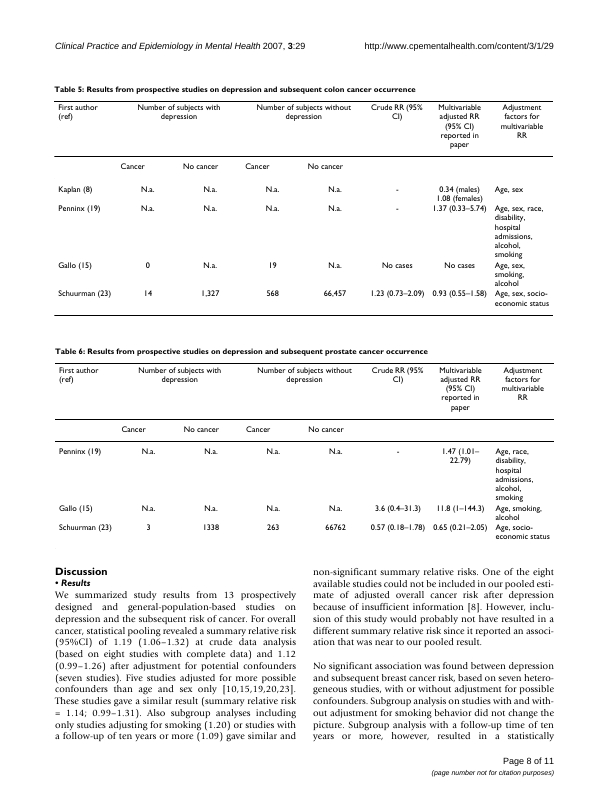 Clinical Practice and Epidemiology in Mental Health 2007, 3:29
http://www.cpementalhealth.com/content/3/1/29
Table 5: Results from prospective studies on depression and subsequent colon cancer occurrence
First author (ref) Number of subjects with depression Number of subjects without depression Crude RR (95% CI) Multivariable adjusted RR (95% CI) reported in paper Adjustment factors for multivariable RR
Cancer No cancer Cancer No cancer
Kaplan (8) N.a. N.a. N.a. N.a. - 0.34 (males) 1.08 (females) Age, sex
Penninx (19) N.a. N.a. N.a. N.a. - 1.37 (0.33–5.74) Age, sex, race, disability, hospital admissions, alcohol, smoking
Gallo (15) 0 N.a. 19 N.a. No cases No cases Age, sex, smoking, alcohol
Schuurman (23) 14 1,327 568 66,457 1.23 (0.73–2.09) 0.93 (0.55–1.58) Age, sex, socio-economic status
Table 6: Results from prospective studies on depression and subsequent prostate cancer occurrence
First author (ref) Number of subjects with depression Number of subjects without depression Crude RR (95% CI) Multivariable adjusted RR (95% CI) reported in paper Adjustment factors for multivariable RR
Cancer No cancer Cancer No cancer
Penninx (19) N.a. N.a. N.a. N.a. - 1.47 (1.01–22.79) Age, race, disability, hospital admissions, alcohol, smoking
Gallo (15) N.a. N.a. N.a. N.a. 3.6 (0.4–31.3) 11.8 (1–144.3) Age, smoking, alcohol
Schuurman (23) 3 1338 263 66762 0.57 (0.18–1.78) 0.65 (0.21–2.05) Age, socio-economic status
Discussion
• Results
We summarized study results from 13 prospectively
designed and general-population-based studies on
depression and the subsequent risk of cancer. For overall
cancer, statistical pooling revealed a summary relative risk
(95%CI) of 1.19 (1.06–1.32) at crude data analysis
(based on eight studies with complete data) and 1.12
(0.99–1.26) after adjustment for potential confounders
(seven studies). Five studies adjusted for more possible
confounders than age and sex only [10,15,19,20,23].
These studies gave a similar result (summary relative risk
= 1.14; 0.99–1.31). Also subgroup analyses including
only studies adjusting for smoking (1.20) or studies with
a follow-up of ten years or more (1.09) gave similar and
non-significant summary relative risks. One of the eight
available studies could not be included in our pooled esti-
mate of adjusted overall cancer risk after depression
because of insufficient information [8]. However, inclu-
sion of this study would probably not have resulted in a
different summary relative risk since it reported an associ-
ation that was near to our pooled result.
No significant association was found between depression
and subsequent breast cancer risk, based on seven hetero-
geneous studies, with or without adjustment for possible
confounders. Subgroup analysis on studies with and with-
out adjustment for smoking behavior did not change the
picture. Subgroup analysis with a follow-up time of ten
years or more, however, resulted in a statistically
Page 8 of 11
(page number not for citation purposes)